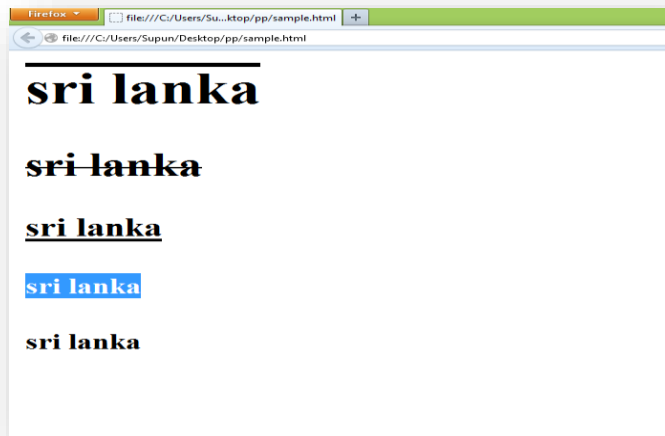 Firefox
file:///C:/Users/Su...ktop/pp/sample.html +
file:///C:/Users/Supun/Desktop/pp/sample.html
sri lanka
sri lanka
sri lanka
sri lanka
sri lanka